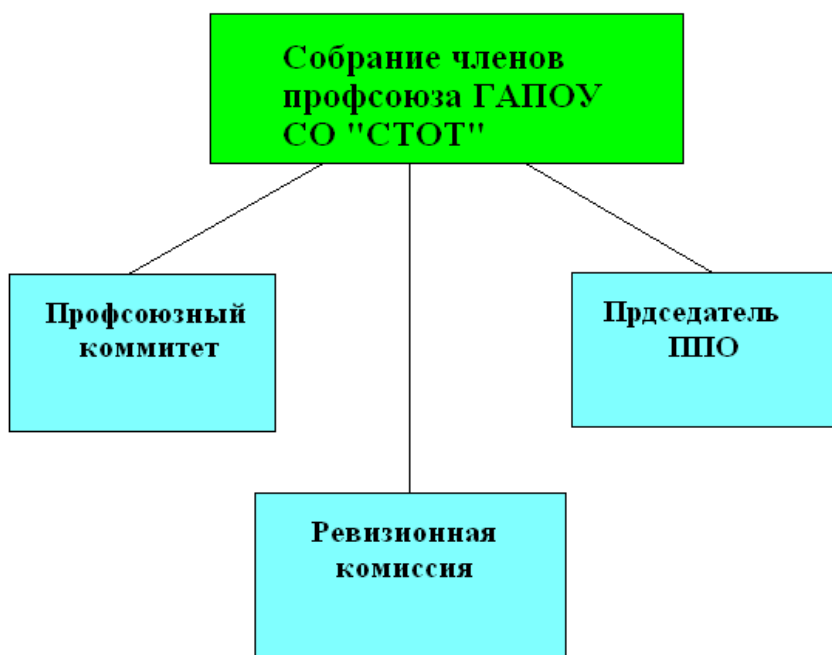 Собрание членов
профсоюза ГАПОУ
СО "СТОТ"
Профсоюзный
коммитет
Прдседатель
ППО
Ревизионная
комиссия